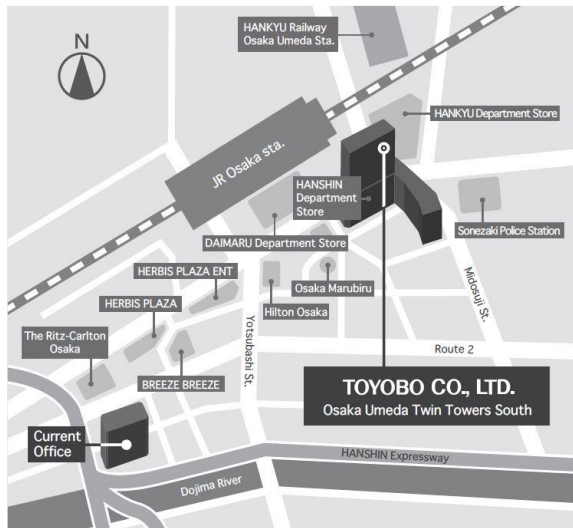 HANKYU Railway
Osaka Umeda Sta.
N
HANKYU Department Store
JR Osaka sta.
HANSHIN
Department
Store
Sonezaki Police Station
DAIMARU Department Store
HERBIS PLAZA ENT
Osaka Marubiru
HERBIS PLAZA
Hilton Osaka
Midosuji St.
The Ritz-Carlton
Osaka
Yotsubashi St.
Route 2
BREEZE BREEZE
TOYOBO CO., LTD.
Osaka Umeda Twin Towers South
Current
Office
HANSHIN Expressway
Dojima River